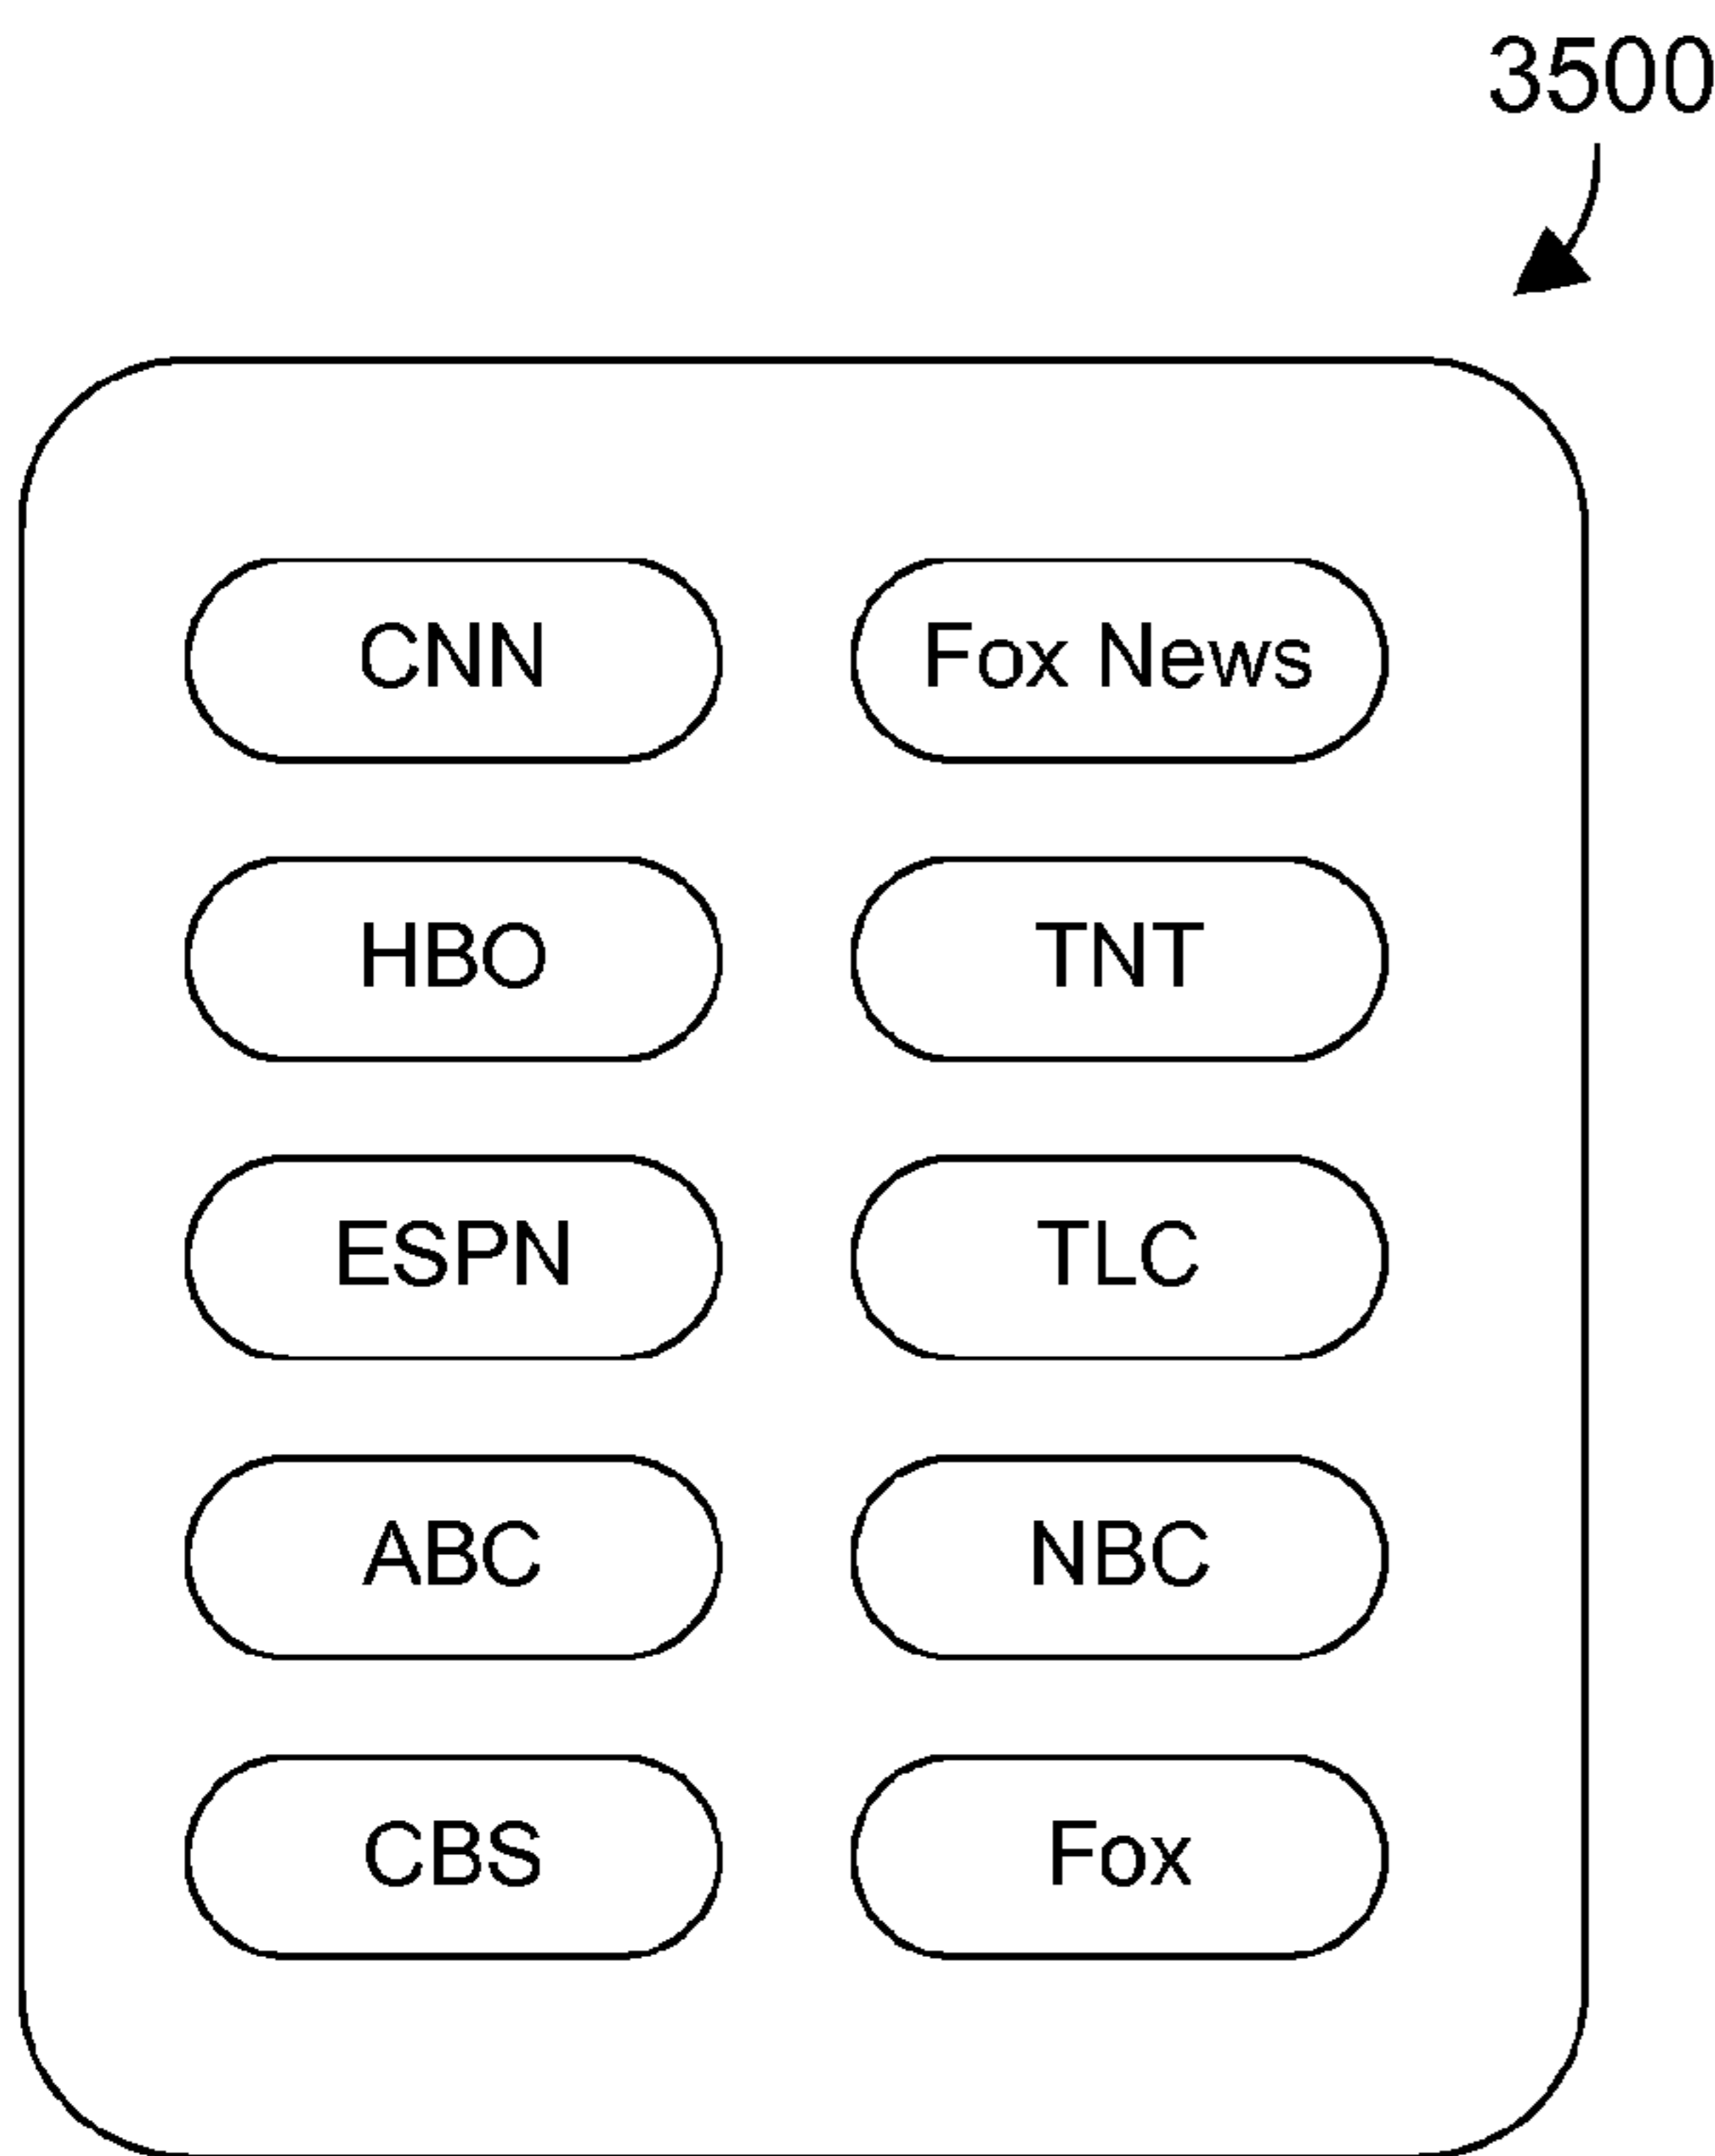 3500
CNN Fox News
HBO TNT
ESPN TLC
ABC NBC
CBS Fox